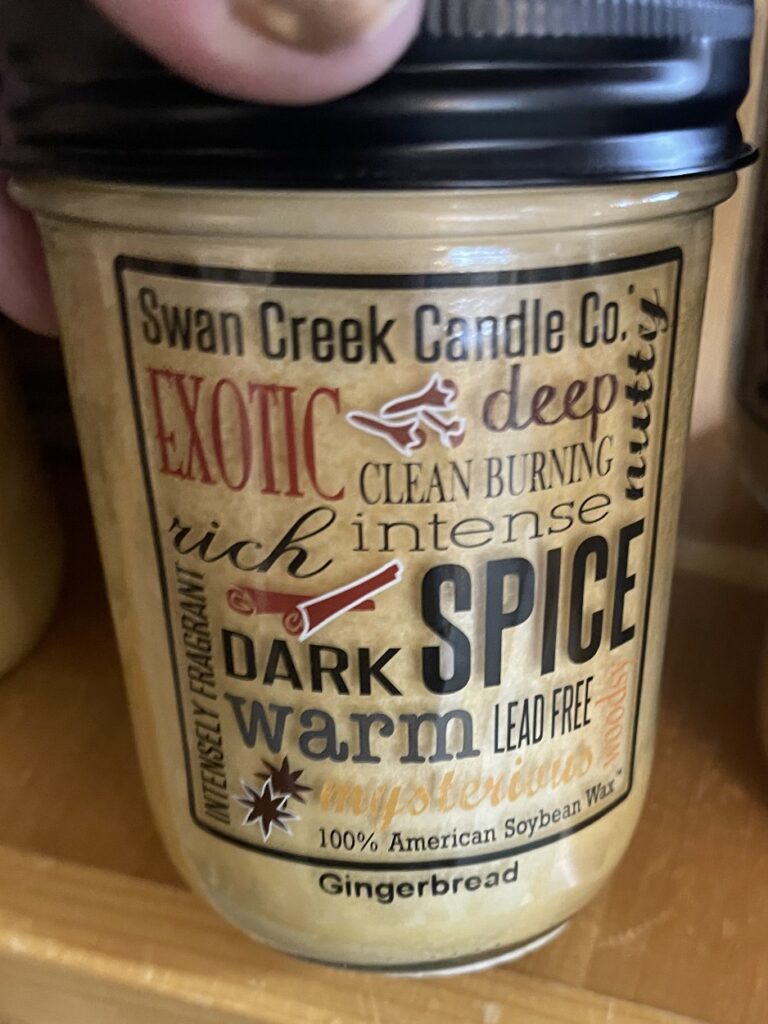 Swan Creek Candle Co.®
EXOTIC
deep
nutty
CLEAN BURNING
rich
intense
SPICE
INTENSELY FRAGRANT
DARK
warm
LEAD FREE
woodsy
mysterious
100% American Soybean Wax™
Gingerbread